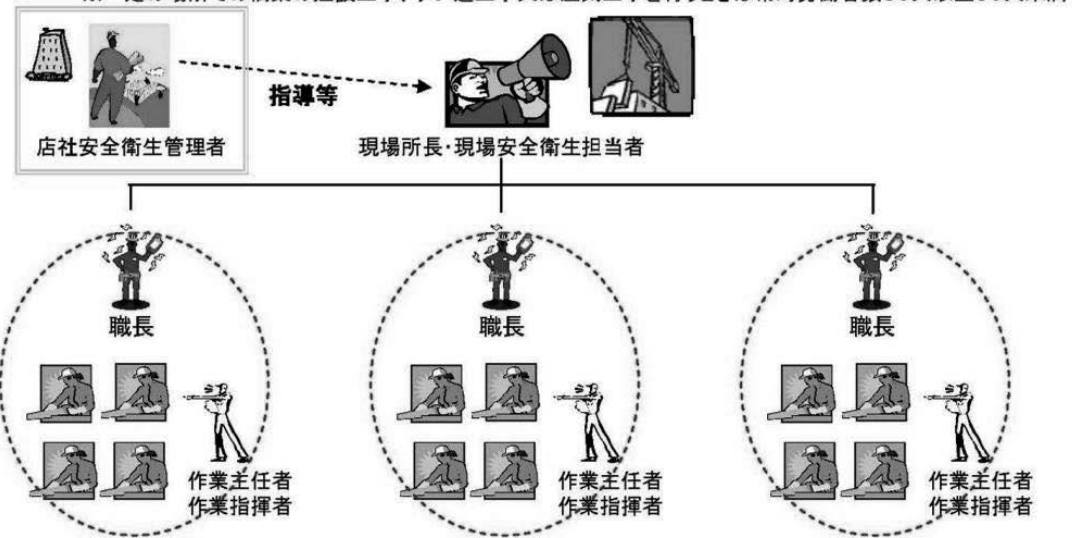 指導等
店社安全衛生管理者
現場所長・現場安全衛生担当者
職長
職長
職長
作業主任者
作業指揮者
作業主任者
作業指揮者
作業主任者
作業指揮者